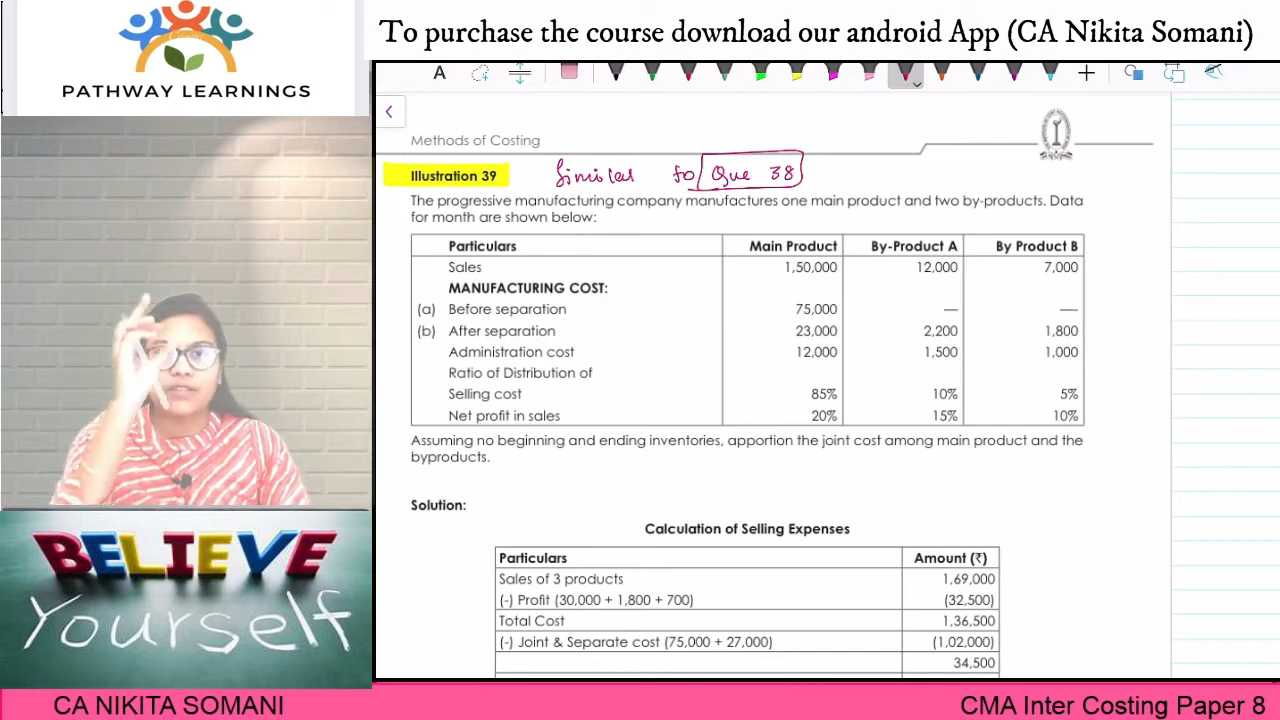 To purchase the course download our android App (CA Nikita Somani)
PATHWAY LEARNINGS
A
Methods of Costing
Illustration 39 Similar to Que 38
The progressive manufacturing company manufactures one main product and two by-products. Data
for month are shown below:
Particulars Main Product By-Product A By Product B
Sales 1,50,000 12,000 7,000
MANUFACTURING COST:
(a) Before separation 75,000 — —
(b) After separation 23,000 2,200 1,800
Administration cost 12,000 1,500 1,000
Ratio of Distribution of
Selling cost 85% 10% 5%
Net profit in sales 20% 15% 10%
Assuming no beginning and ending inventories, apportion the joint cost among main product and the
byproducts.
Solution:
Calculation of Selling Expenses
Particulars Amount (₹)
Sales of 3 products 1,69,000
(-) Profit (30,000 + 1,800 + 700) (32,500)
Total Cost 1,36,500
(-) Joint & Separate cost (75,000 + 27,000) (1,02,000)
34,500
BELIEVE
Yourself
CA NIKITA SOMANI
CMA Inter Costing Paper 8